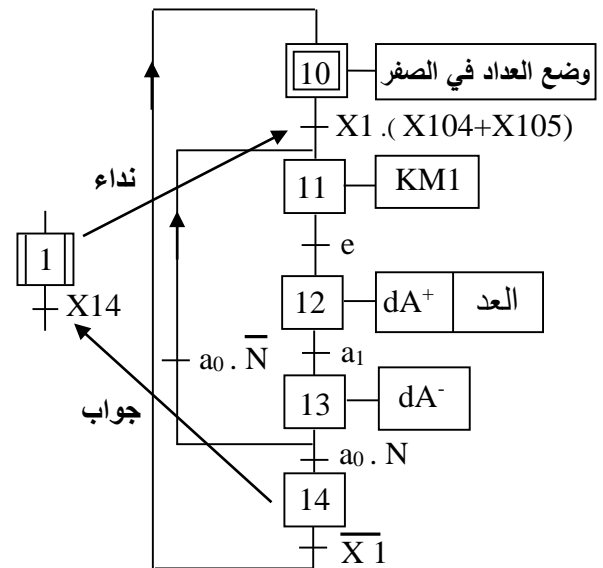 10 وضع العداد في الصفر
X1 .( X104+X105)
نداء
11 KM1
1
e
X14
12 dA⁺ العد
a₀ . N̅
a₁
13 dA⁻
جواب
a₀ . N
14
X̅ 1̅